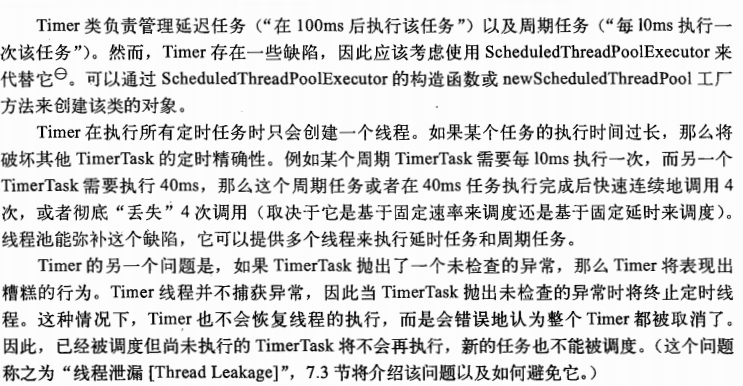 Timer 类负责管理延迟任务（“在 100ms 后执行该任务”）以及周期任务（“每 l0ms 执行一
次该任务”）。然而，Timer 存在一些缺陷，因此应该考虑使用 ScheduledThreadPoolExecutor 来
代替它㊀。可以通过 ScheduledThreadPoolExecutor 的构造函数或 newScheduledThreadPool 工厂
方法来创建该类的对象。
Timer 在执行所有定时任务时只会创建一个线程。如果某个任务的执行时间过长，那么将
破坏其他 TimerTask 的定时精确性。例如某个周期 TimerTask 需要每 l0ms 执行一次，而另一个
TimerTask 需要执行 40ms，那么这个周期任务或者在 40ms 任务执行完成后快速连续地调用 4
次，或者彻底“丢失”4 次调用（取决于它是基于固定速率来调度还是基于固定延时来调度）。
线程池能弥补这个缺陷，它可以提供多个线程来执行延时任务和周期任务。
Timer 的另一个问题是，如果 TimerTask 抛出了一个未检查的异常，那么 Timer 将表现出
糟糕的行为。Timer 线程并不捕获异常，因此当 TimerTask 抛出未检查的异常时将终止定时线
程。这种情况下，Timer 也不会恢复线程的执行，而是会错误地认为整个 Timer 都被取消了。
因此，已经被调度但尚未执行的 TimerTask 将不会再执行，新的任务也不能被调度。（这个问题
称之为“线程泄漏 [Thread Leakage]”，7.3 节将介绍该问题以及如何避免它。）